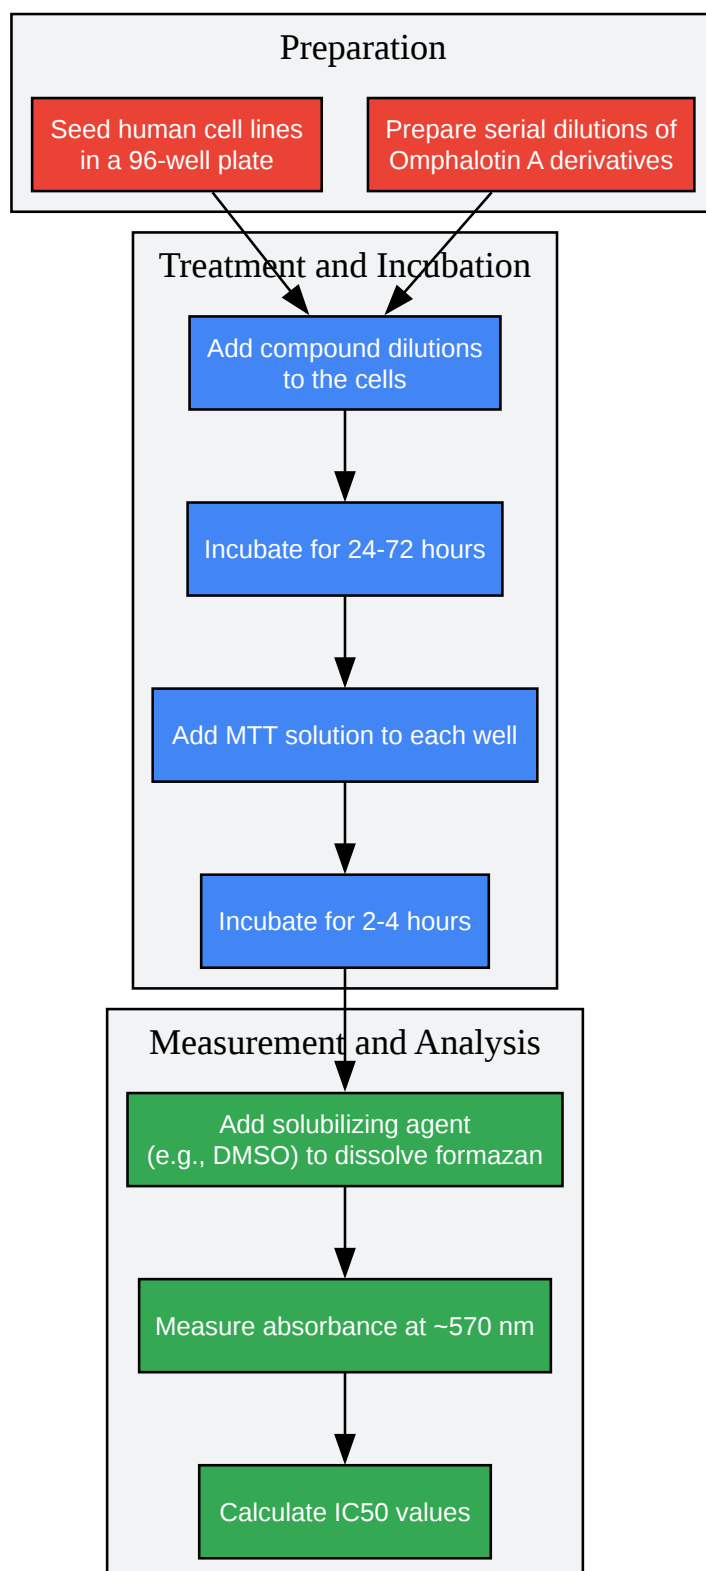 Preparation
Seed human cell lines
in a 96-well plate
Prepare serial dilutions of
Omphalotin A derivatives
Treatment and Incubation
Add compound dilutions
to the cells
Incubate for 24-72 hours
Add MTT solution to each well
Incubate for 2-4 hours
Measurement and Analysis
Add solubilizing agent
(e.g., DMSO) to dissolve formazan
Measure absorbance at ~570 nm
Calculate IC50 values